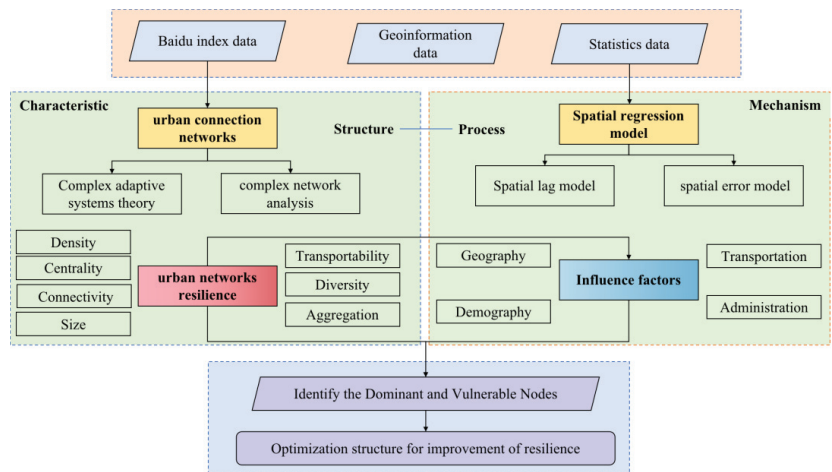 Baidu index data
Geoinformation
data
Statistics data
Characteristic
urban connection
networks
Structure
Process
Spatial regression
model
Mechanism
Complex adaptive
systems theory
complex network
analysis
Spatial lag model
spatial error model
Density
Centrality
Connectivity
Size
urban networks
resilience
Transportability
Diversity
Aggregation
Geography
Demography
Influence factors
Transportation
Administration
Identify the Dominant and Vulnerable Nodes
Optimization structure for improvement of resilience